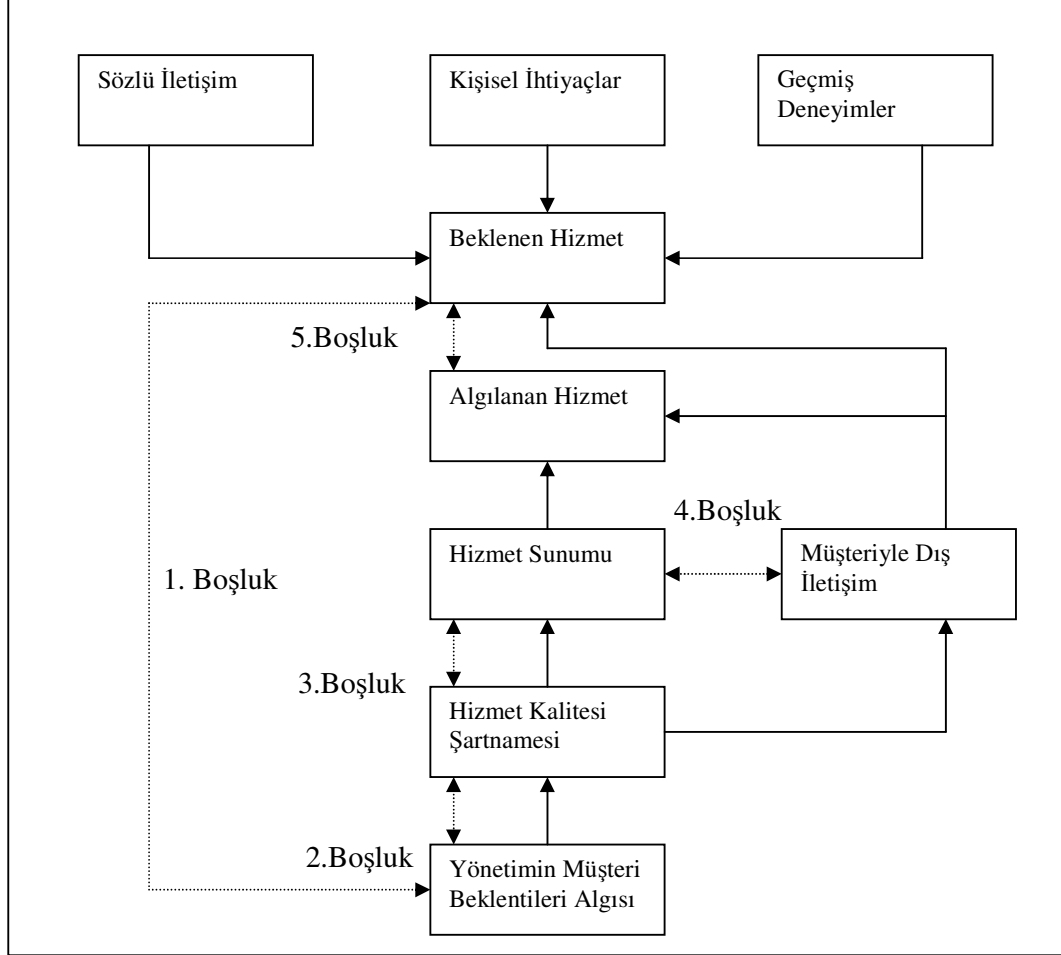 Sözlü İletişim
Kişisel İhtiyaçlar
Geçmiş
Deneyimler
Beklenen Hizmet
5.Boşluk
Algılanan Hizmet
4.Boşluk
Hizmet Sunumu
Müşteriyle Dış
İletişim
1. Boşluk
3.Boşluk
Hizmet Kalitesi
Şartnamesi
2.Boşluk
Yönetimin Müşteri
Beklentileri Algısı